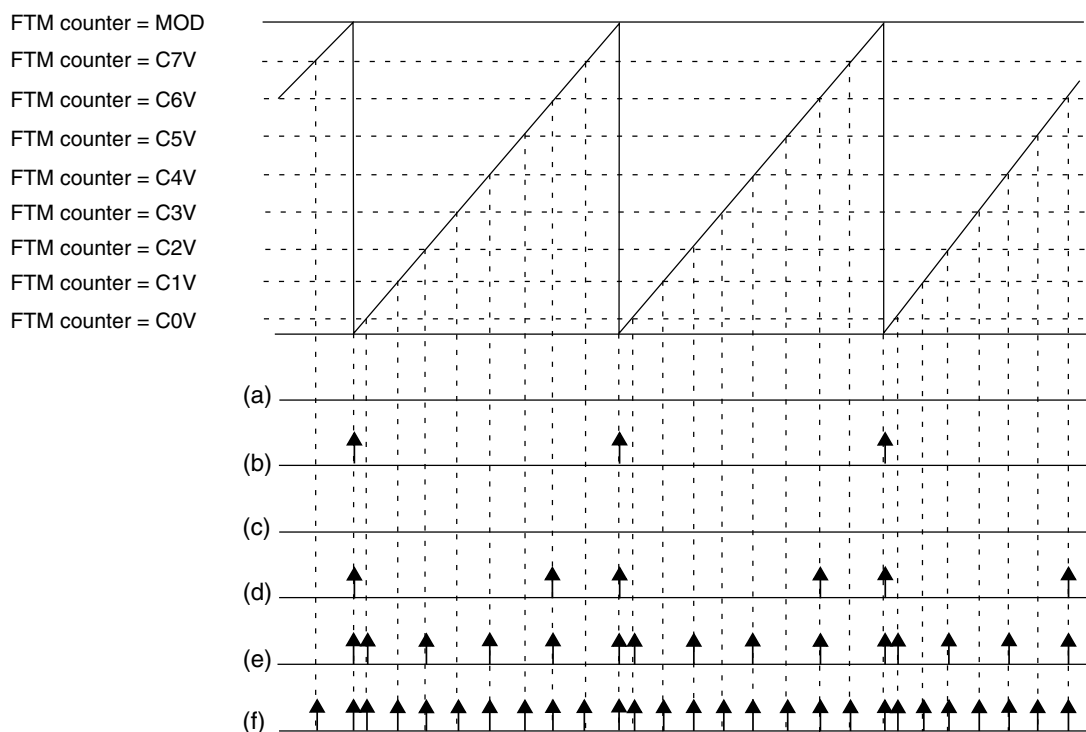 FTM counter = MOD
FTM counter = C7V
FTM counter = C6V
FTM counter = C5V
FTM counter = C4V
FTM counter = C3V
FTM counter = C2V
FTM counter = C1V
FTM counter = C0V
(a)
(b)
(c)
(d)
(e)
(f)